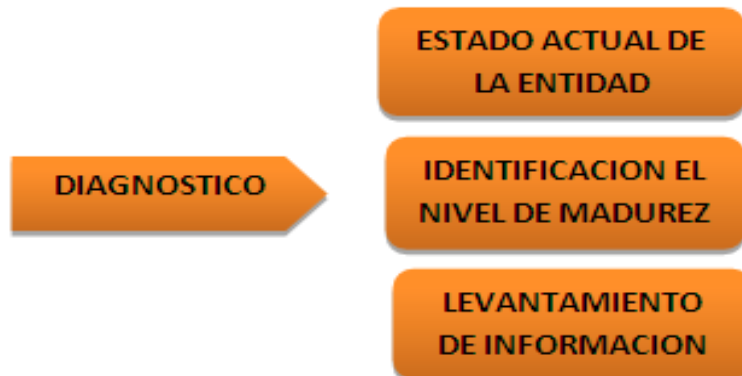 ESTADO ACTUAL DE
LA ENTIDAD
DIAGNOSTICO
IDENTIFICACION EL
NIVEL DE MADUREZ
LEVANTAMIENTO
DE INFORMACION